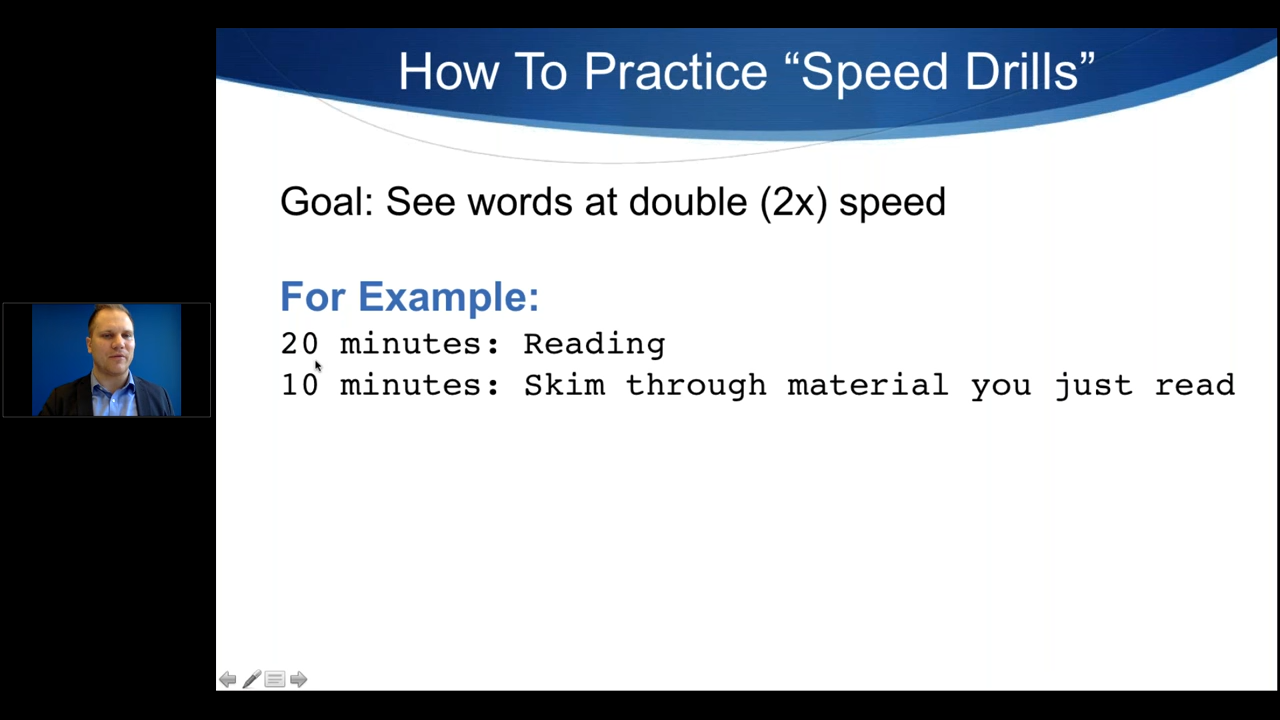 How To Practice “Speed Drills”
Goal: See words at double (2x) speed
For Example:
20 minutes: Reading
10 minutes: Skim through material you just read